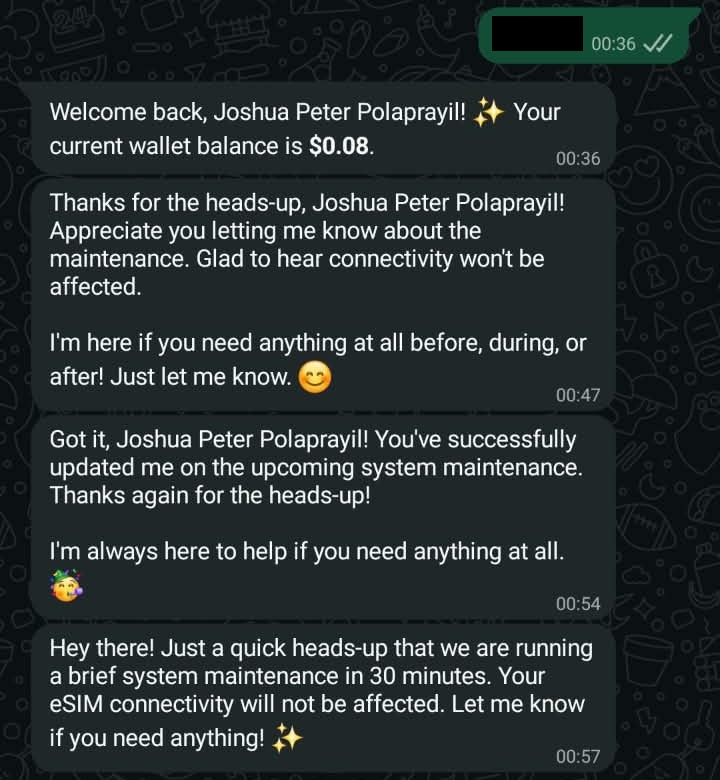 00:36
Welcome back, Joshua Peter Polaprayil! ✨ Your
current wallet balance is $0.08.
00:36
Thanks for the heads-up, Joshua Peter Polaprayil!
Appreciate you letting me know about the
maintenance. Glad to hear connectivity won't be
affected.
I'm here if you need anything at all before, during, or
after! Just let me know. 😊
00:47
Got it, Joshua Peter Polaprayil! You've successfully
updated me on the upcoming system maintenance.
Thanks again for the heads-up!
I'm always here to help if you need anything at all.
🥳
00:54
Hey there! Just a quick heads-up that we are running
a brief system maintenance in 30 minutes. Your
eSIM connectivity will not be affected. Let me know
if you need anything! ✨
00:57